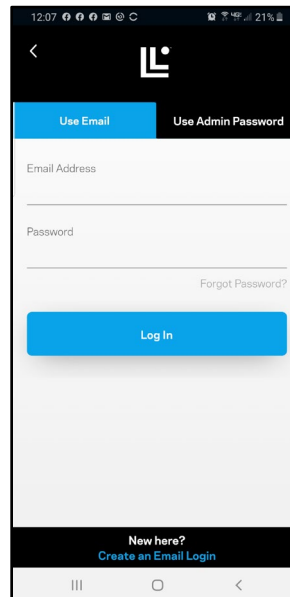 12:07 21%
Use Email Use Admin Password
Email Address
Password
Forgot Password?
Log In
New here?
Create an Email Login